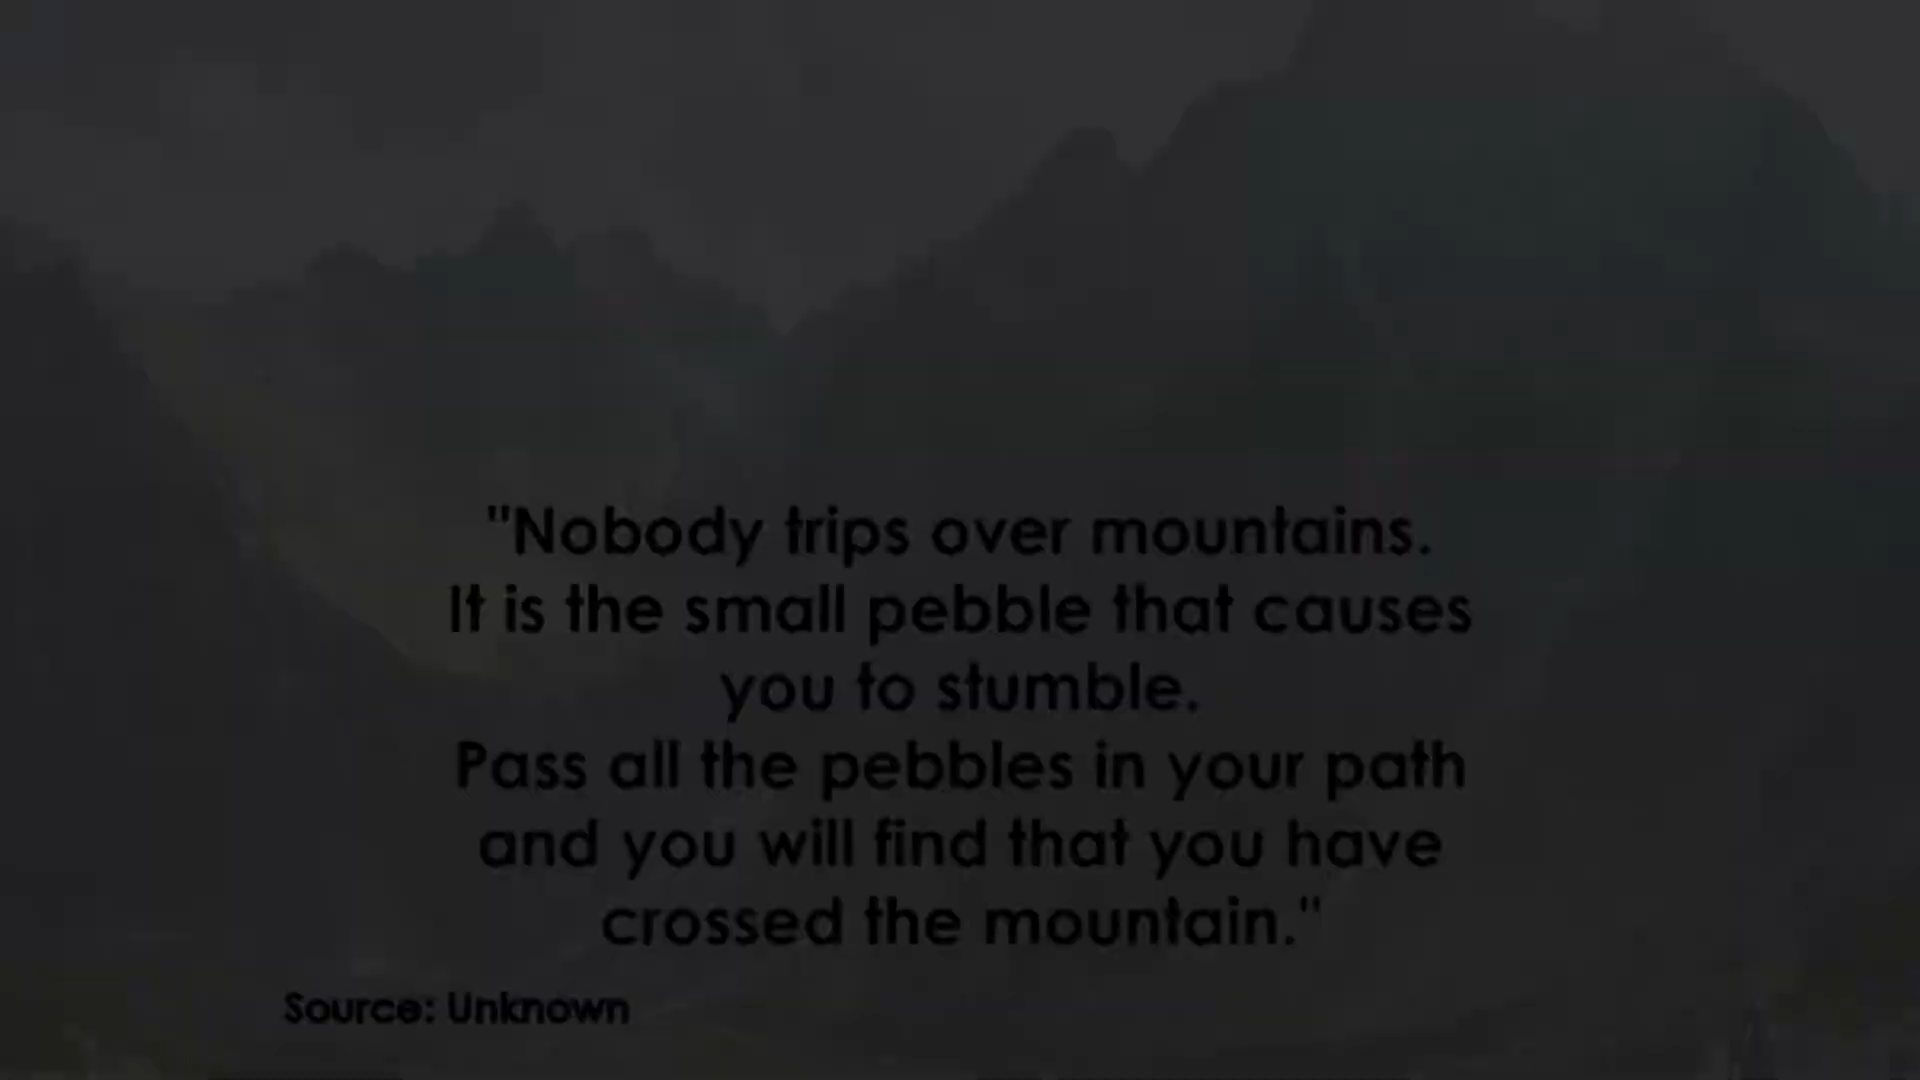 "Nobody trips over mountains.
It is the small pebble that causes
you to stumble.
Pass all the pebbles in your path
and you will find that you have
crossed the mountain."
Source: Unknown